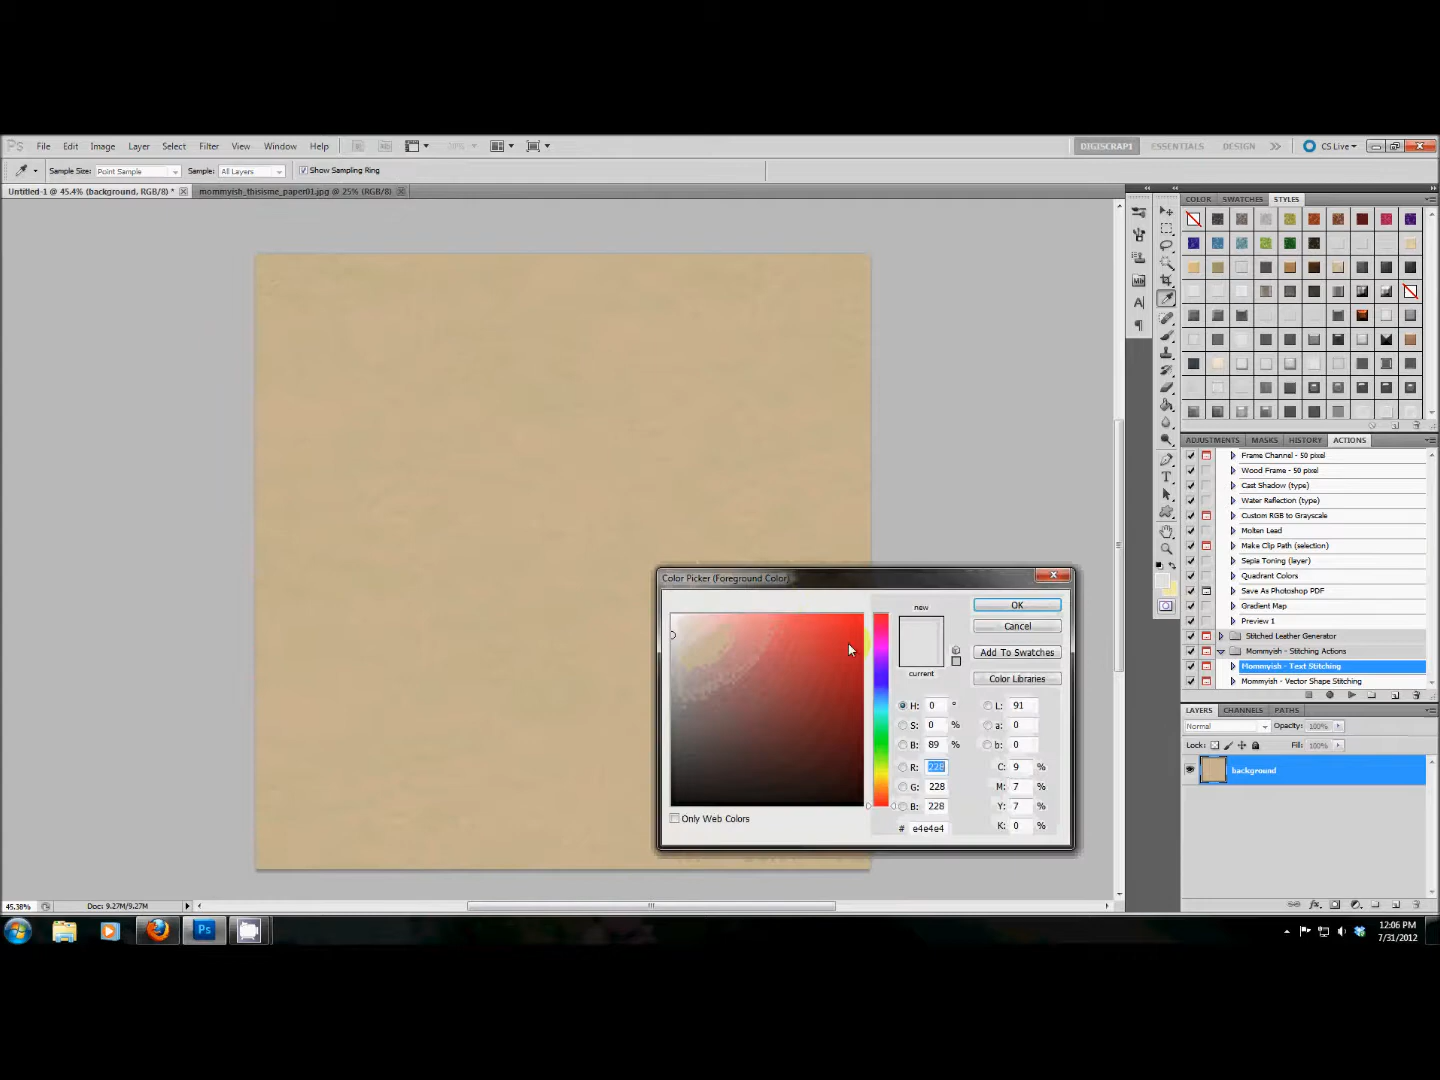 Ps File Edit Image Layer Select Filter View Window Help DIGISCRAP1 ESSENTIALS DESIGN CS Live
Sample Size: Point Sample Sample: All Layers Show Sampling Ring
Untitled-1 @ 45.4% (background, RGB/8) * mommyish_thisisme_paper01.jpg @ 25% (RGB/8)
COLOR SWATCHES STYLES
ADJUSTMENTS MASKS HISTORY ACTIONS
Frame Channel - 50 pixel
Wood Frame - 50 pixel
Cast Shadow (type)
Water Reflection (type)
Custom RGB to Grayscale
Molten Lead
Make Clip Path (selection)
Sepia Toning (layer)
Quadrant Colors
Save As Photoshop PDF
Gradient Map
Preview 1
Stitched Leather Generator
Mommyish - Stitching Actions
Mommyish - Text Stitching
Mommyish - Vector Shape Stitching
LAYERS CHANNELS PATHS
Normal Opacity: 100%
Lock: Fill: 100%
background
Color Picker (Foreground Color)
new
current
OK
Cancel
Add To Swatches
Color Libraries
H: 0 ° L: 91
S: 0 % a: 0
B: 89 % b: 0
R: 228 C: 9 %
G: 228 M: 7 %
B: 228 Y: 7 %
# e4e4e4 K: 0 %
Only Web Colors
45.38% Doc: 9.27M/9.27M
Ps
12:06 PM
7/31/2012